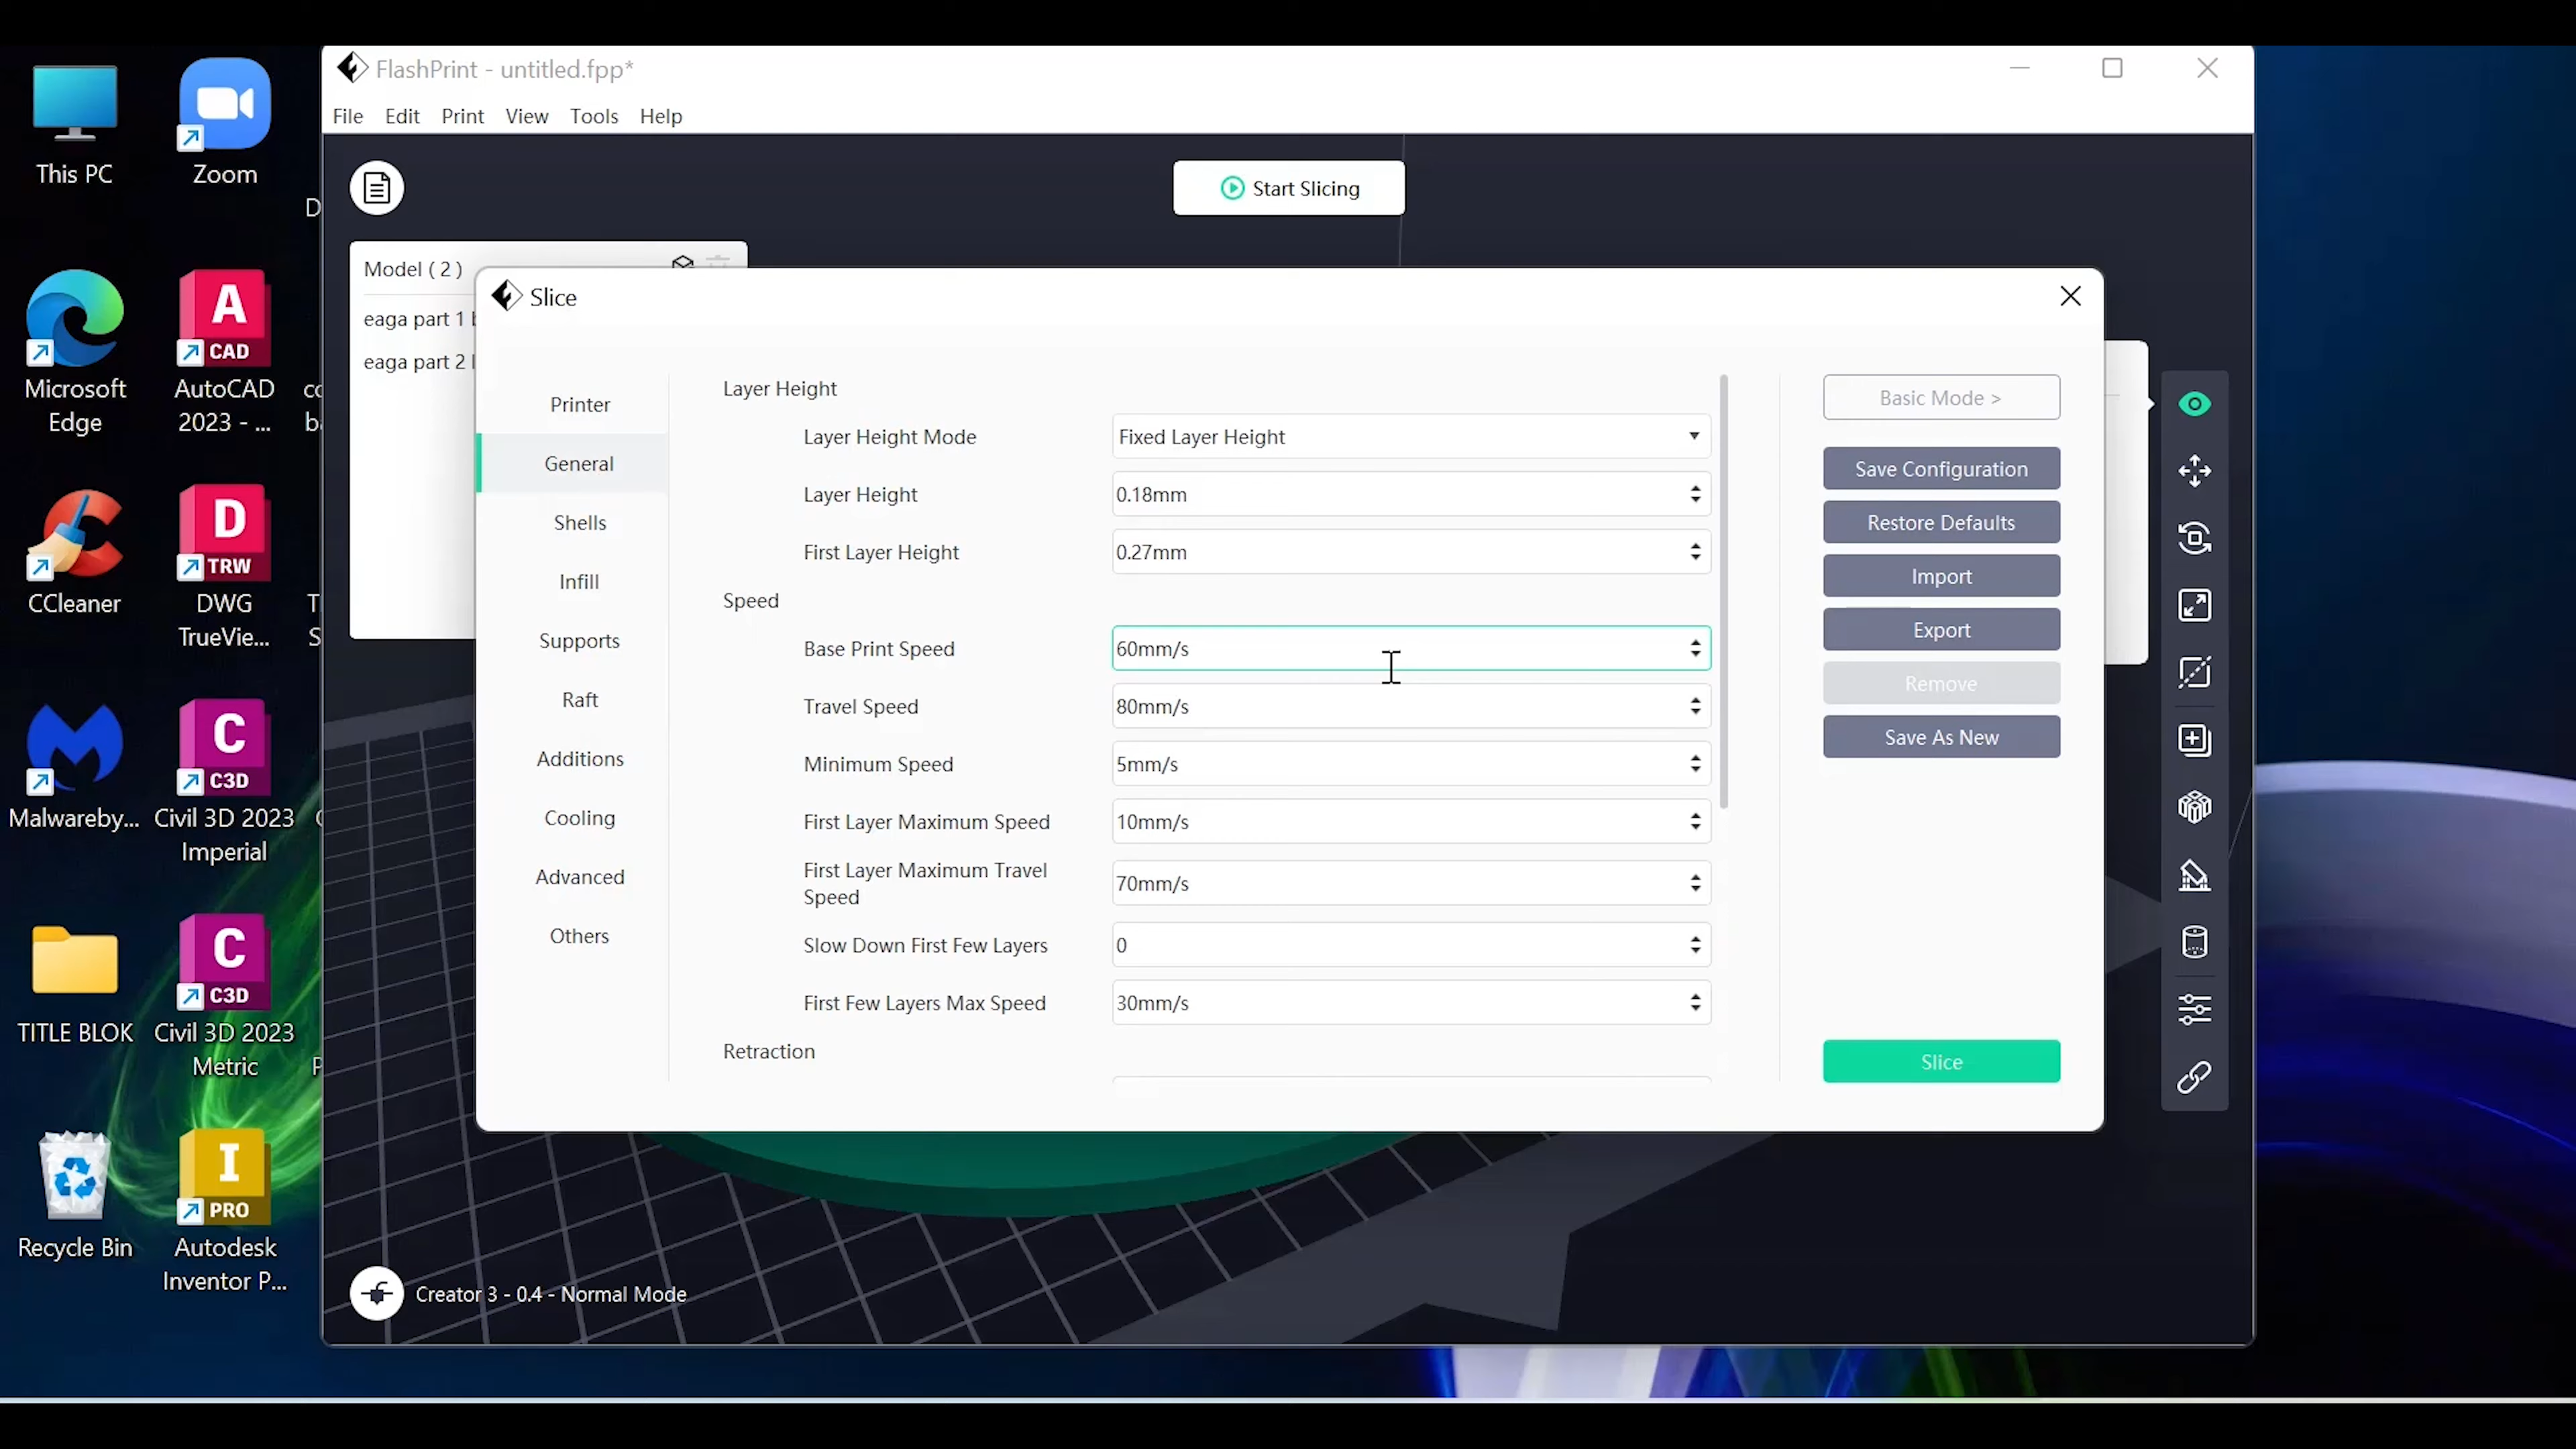 FlashPrint - untitled.fpp*
File Edit Print View Tools Help
This PC
Zoom
D
Start Slicing
Model ( 2 )
eaga part 1
eaga part 2
Slice
Microsoft
Edge
A
CAD
AutoCAD
2023 - ...
Printer
General
Shells
Infill
Supports
Raft
Additions
Cooling
Advanced
Others
Layer Height
Layer Height Mode Fixed Layer Height
Layer Height 0.18mm
First Layer Height 0.27mm
Speed
Base Print Speed 60mm/s
Travel Speed 80mm/s
Minimum Speed 5mm/s
First Layer Maximum Speed 10mm/s
First Layer Maximum Travel
Speed 70mm/s
Slow Down First Few Layers 0
First Few Layers Max Speed 30mm/s
Retraction
Basic Mode >
Save Configuration
Restore Defaults
Import
Export
Remove
Save As New
Slice
CCleaner
D
TRW
DWG
TrueVie...
Malwareby...
C
C3D
Civil 3D 2023
Imperial
TITLE BLOK
C
C3D
Civil 3D 2023
Metric
Recycle Bin
I
PRO
Autodesk
Inventor P...
Creator 3 - 0.4 - Normal Mode